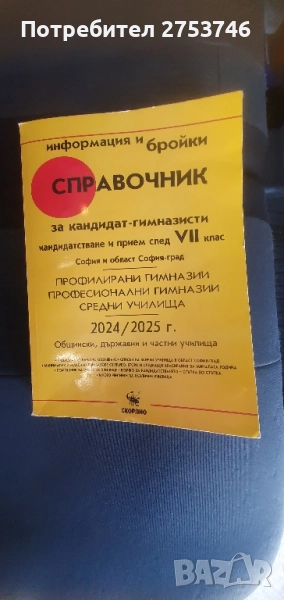 Потребител 2753746
информация и бройки
СПРАВОЧНИК
за кандидат-гимназисти
кандидатстване и прием след VII клас
София и област София-град
ПРОФИЛИРАНИ ГИМНАЗИИ
ПРОФЕСИОНАЛНИ ГИМНАЗИИ
СРЕДНИ УЧИЛИЩА
2024/2025 г.
Общински, държавни и частни училища
СКОРПИО
BAZAR